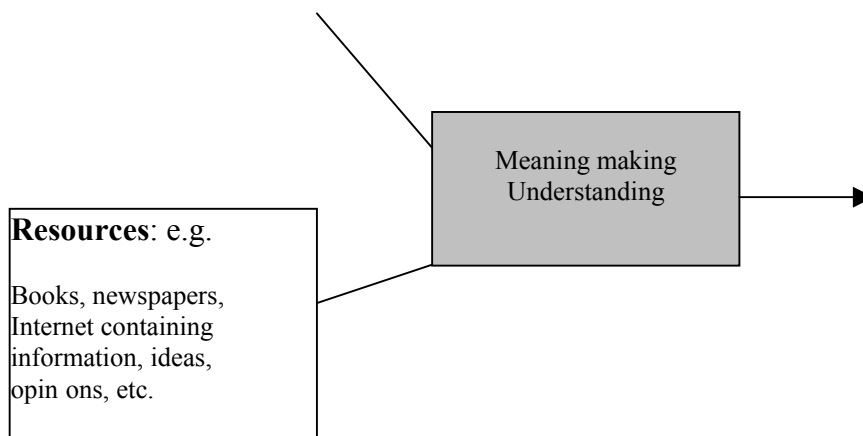 Meaning making
Understanding
Resources: e.g.
Books, newspapers,
Internet containing
information, ideas,
opin ons, etc.